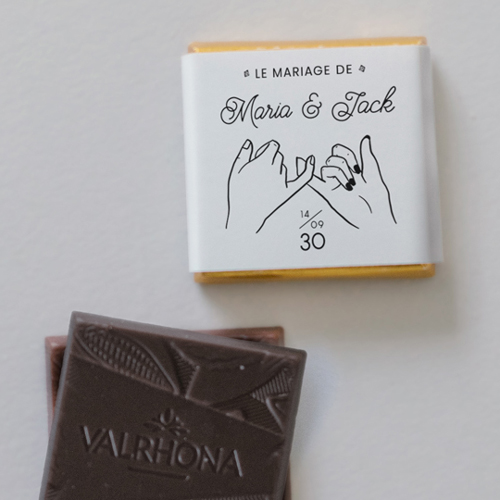 LE MARIAGE DE
Maria & Jack
14/09
30
VALRHONA